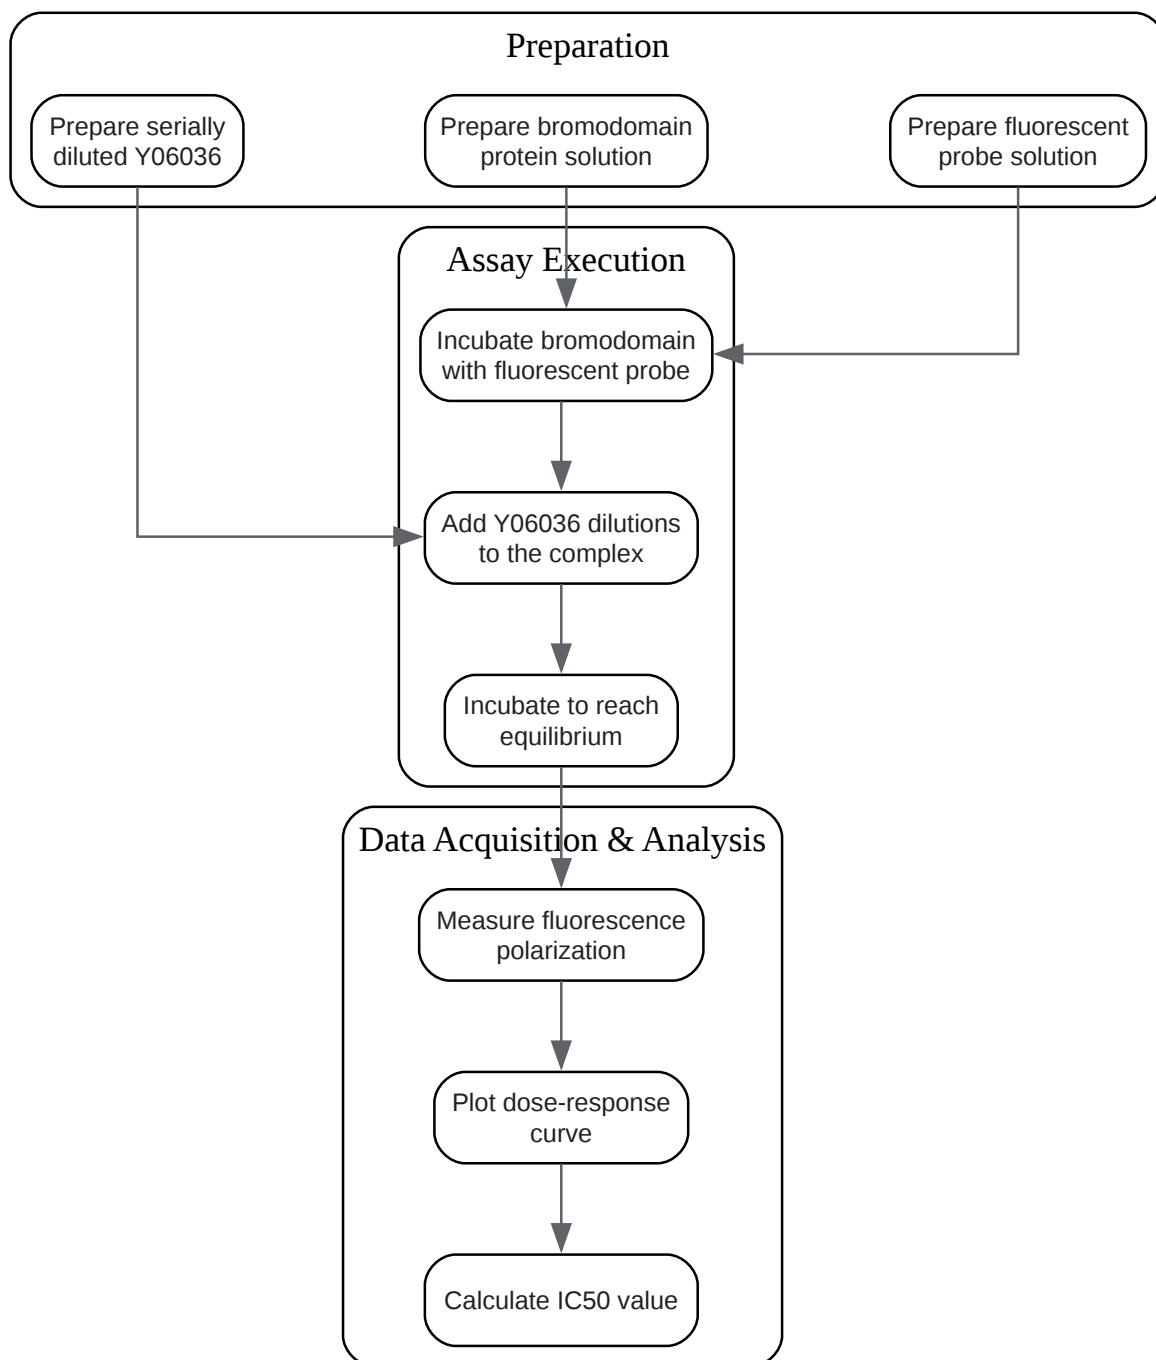 Preparation
Prepare serially
diluted Y06036
Prepare bromodomain
protein solution
Prepare fluorescent
probe solution
Assay Execution
Incubate bromodomain
with fluorescent probe
Add Y06036 dilutions
to the complex
Incubate to reach
equilibrium
Data Acquisition & Analysis
Measure fluorescence
polarization
Plot dose-response
curve
Calculate IC50 value